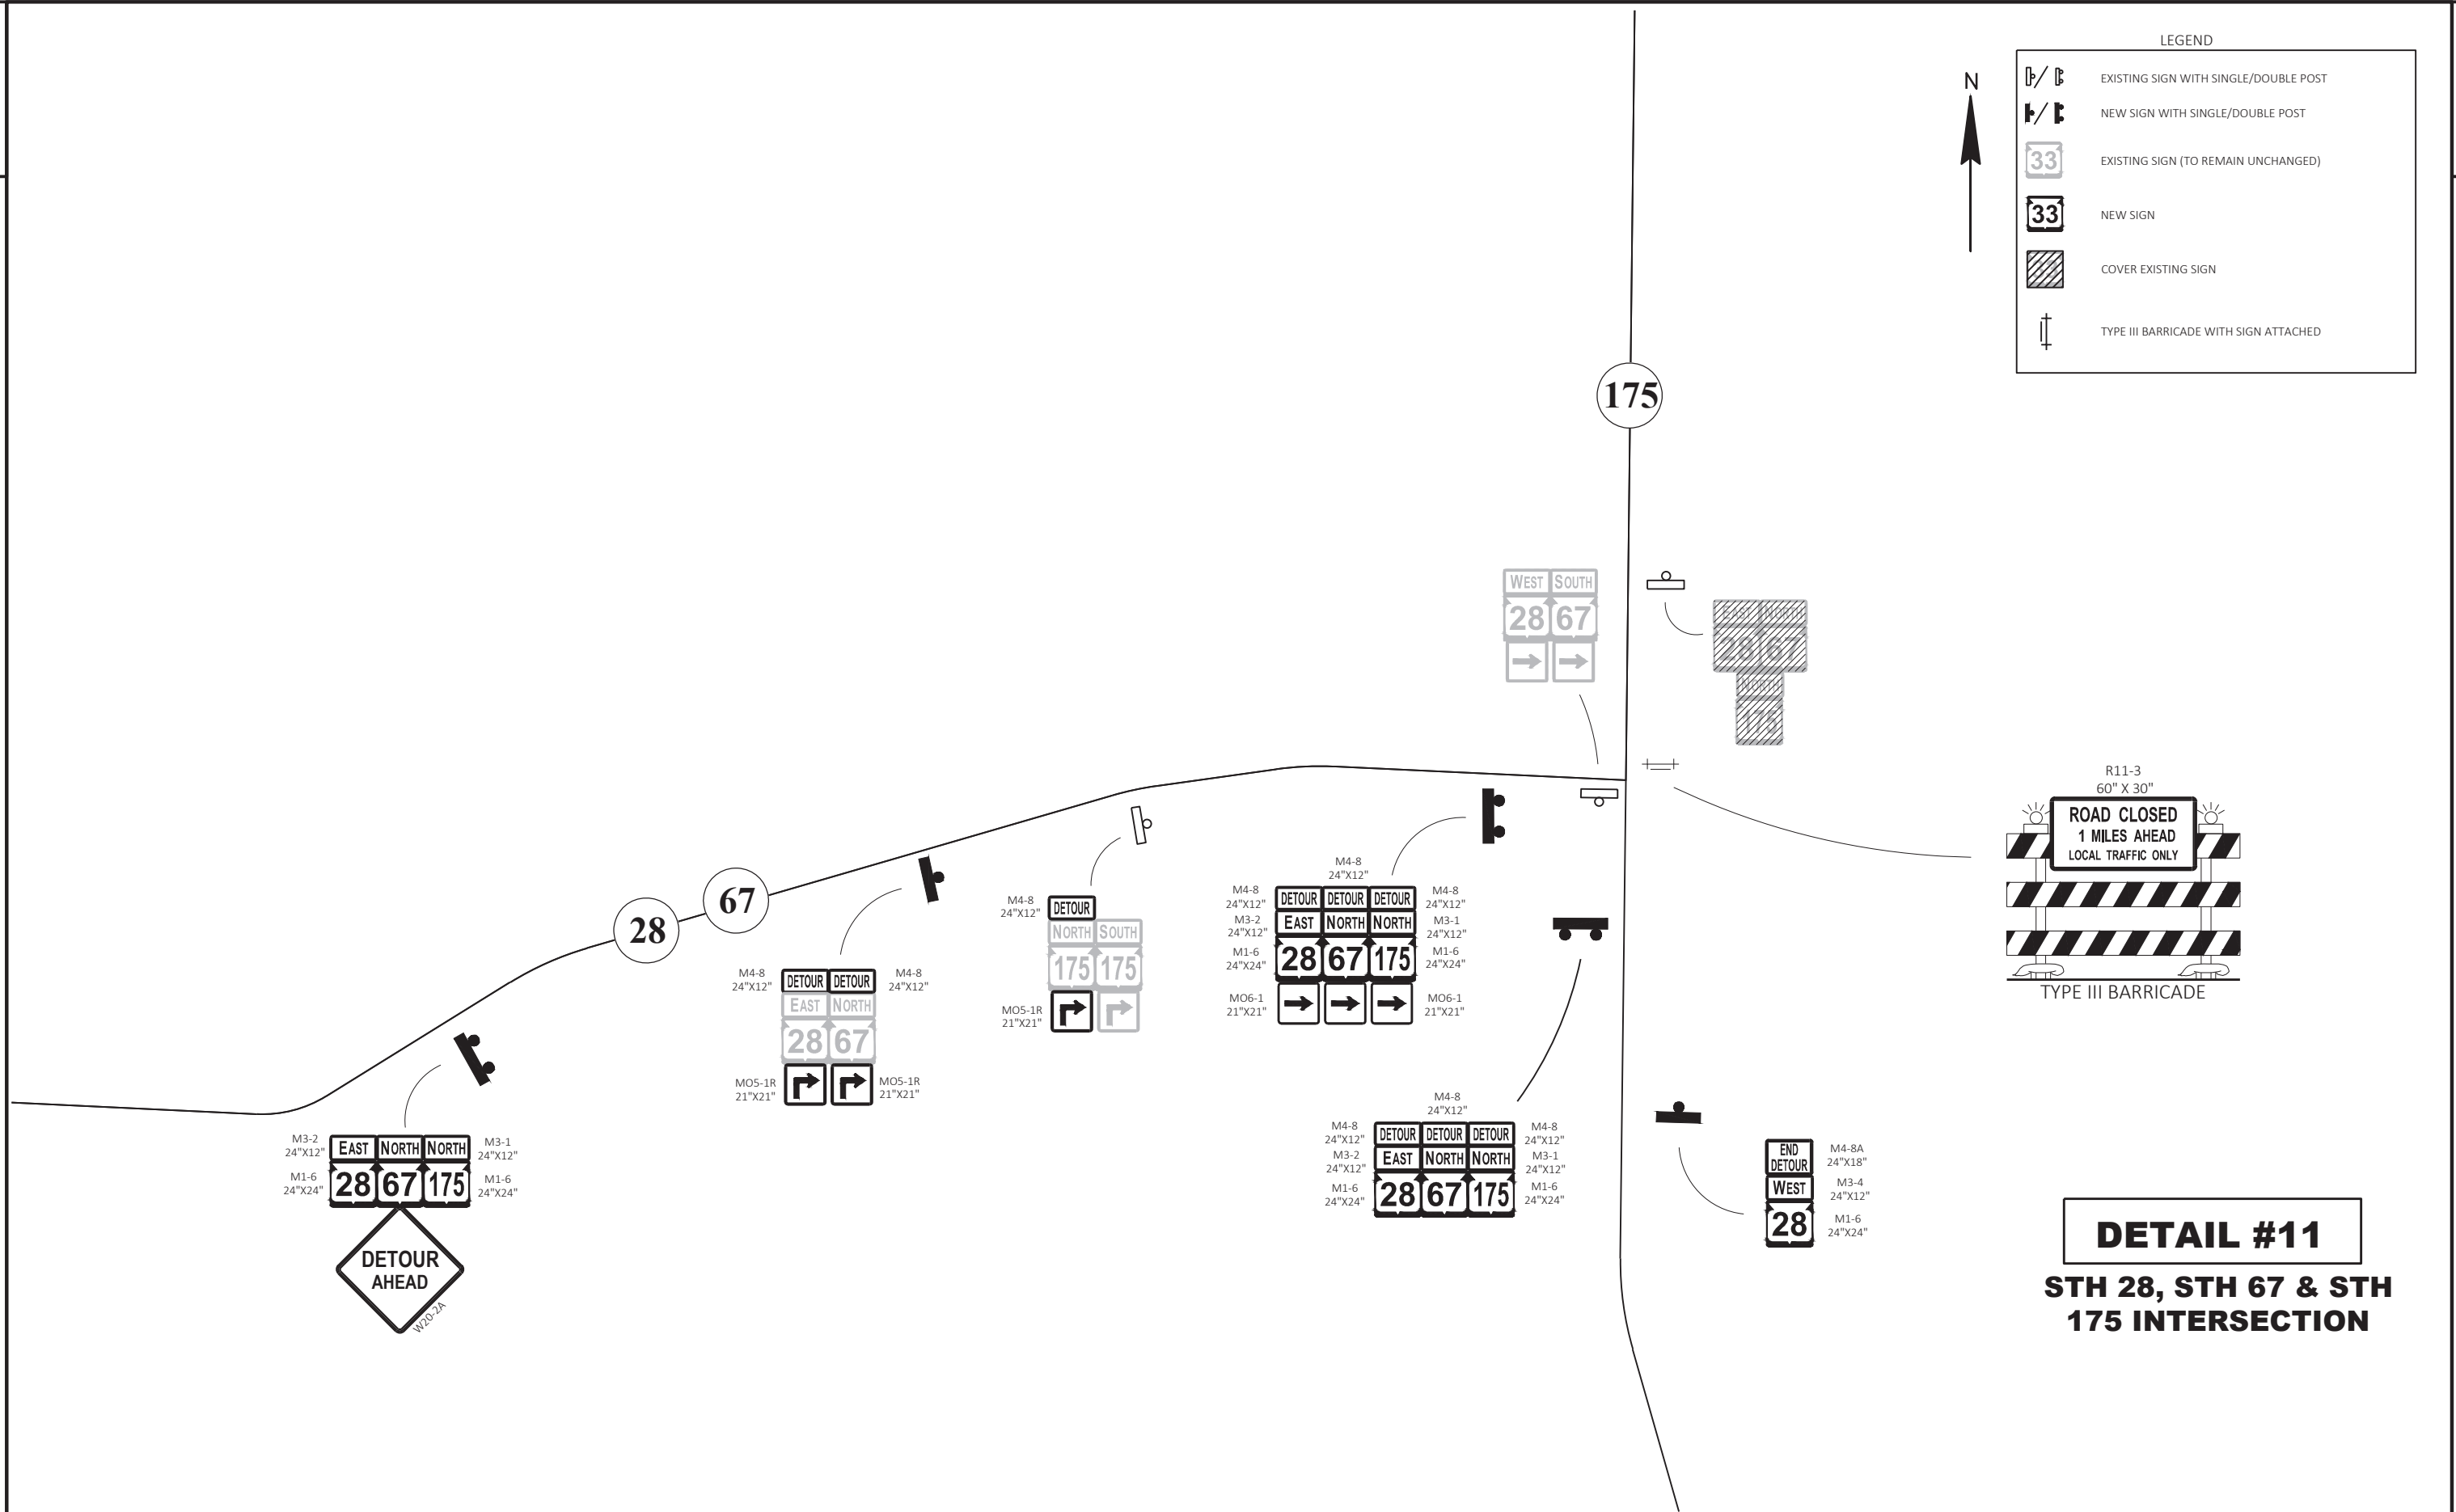 LEGEND
EXISTING SIGN WITH SINGLE/DOUBLE POST
NEW SIGN WITH SINGLE/DOUBLE POST
33 EXISTING SIGN (TO REMAIN UNCHANGED)
33 NEW SIGN
COVER EXISTING SIGN
TYPE III BARRICADE WITH SIGN ATTACHED
N
175
WEST SOUTH
28 67
EAST NORTH
28 67
NORTH
175
R11-3
60" X 30"
ROAD CLOSED
1 MILES AHEAD
LOCAL TRAFFIC ONLY
TYPE III BARRICADE
28
67
M4-8
24"X12"
M4-8
24"X12"
DETOUR DETOUR DETOUR
M4-8
24"X12"
M3-2
24"X12"
EAST NORTH NORTH
M3-1
24"X12"
M1-6
24"X24"
28 67 175
M1-6
24"X24"
MO6-1
21"X21"
MO6-1
21"X21"
M4-8
24"X12"
DETOUR
NORTH SOUTH
175 175
MO5-1R
21"X21"
M4-8
24"X12"
DETOUR DETOUR
M4-8
24"X12"
EAST NORTH
28 67
MO5-1R
21"X21"
MO5-1R
21"X21"
M3-2
24"X12"
EAST NORTH NORTH
M3-1
24"X12"
M1-6
24"X24"
28 67 175
M1-6
24"X24"
DETOUR
AHEAD
W20-2A
M4-8
24"X12"
M4-8
24"X12"
DETOUR DETOUR DETOUR
M4-8
24"X12"
M3-2
24"X12"
EAST NORTH NORTH
M3-1
24"X12"
M1-6
24"X24"
28 67 175
M1-6
24"X24"
END
DETOUR
M4-8A
24"X18"
WEST
M3-4
24"X12"
28
M1-6
24"X24"
DETAIL #11
STH 28, STH 67 & STH
175 INTERSECTION